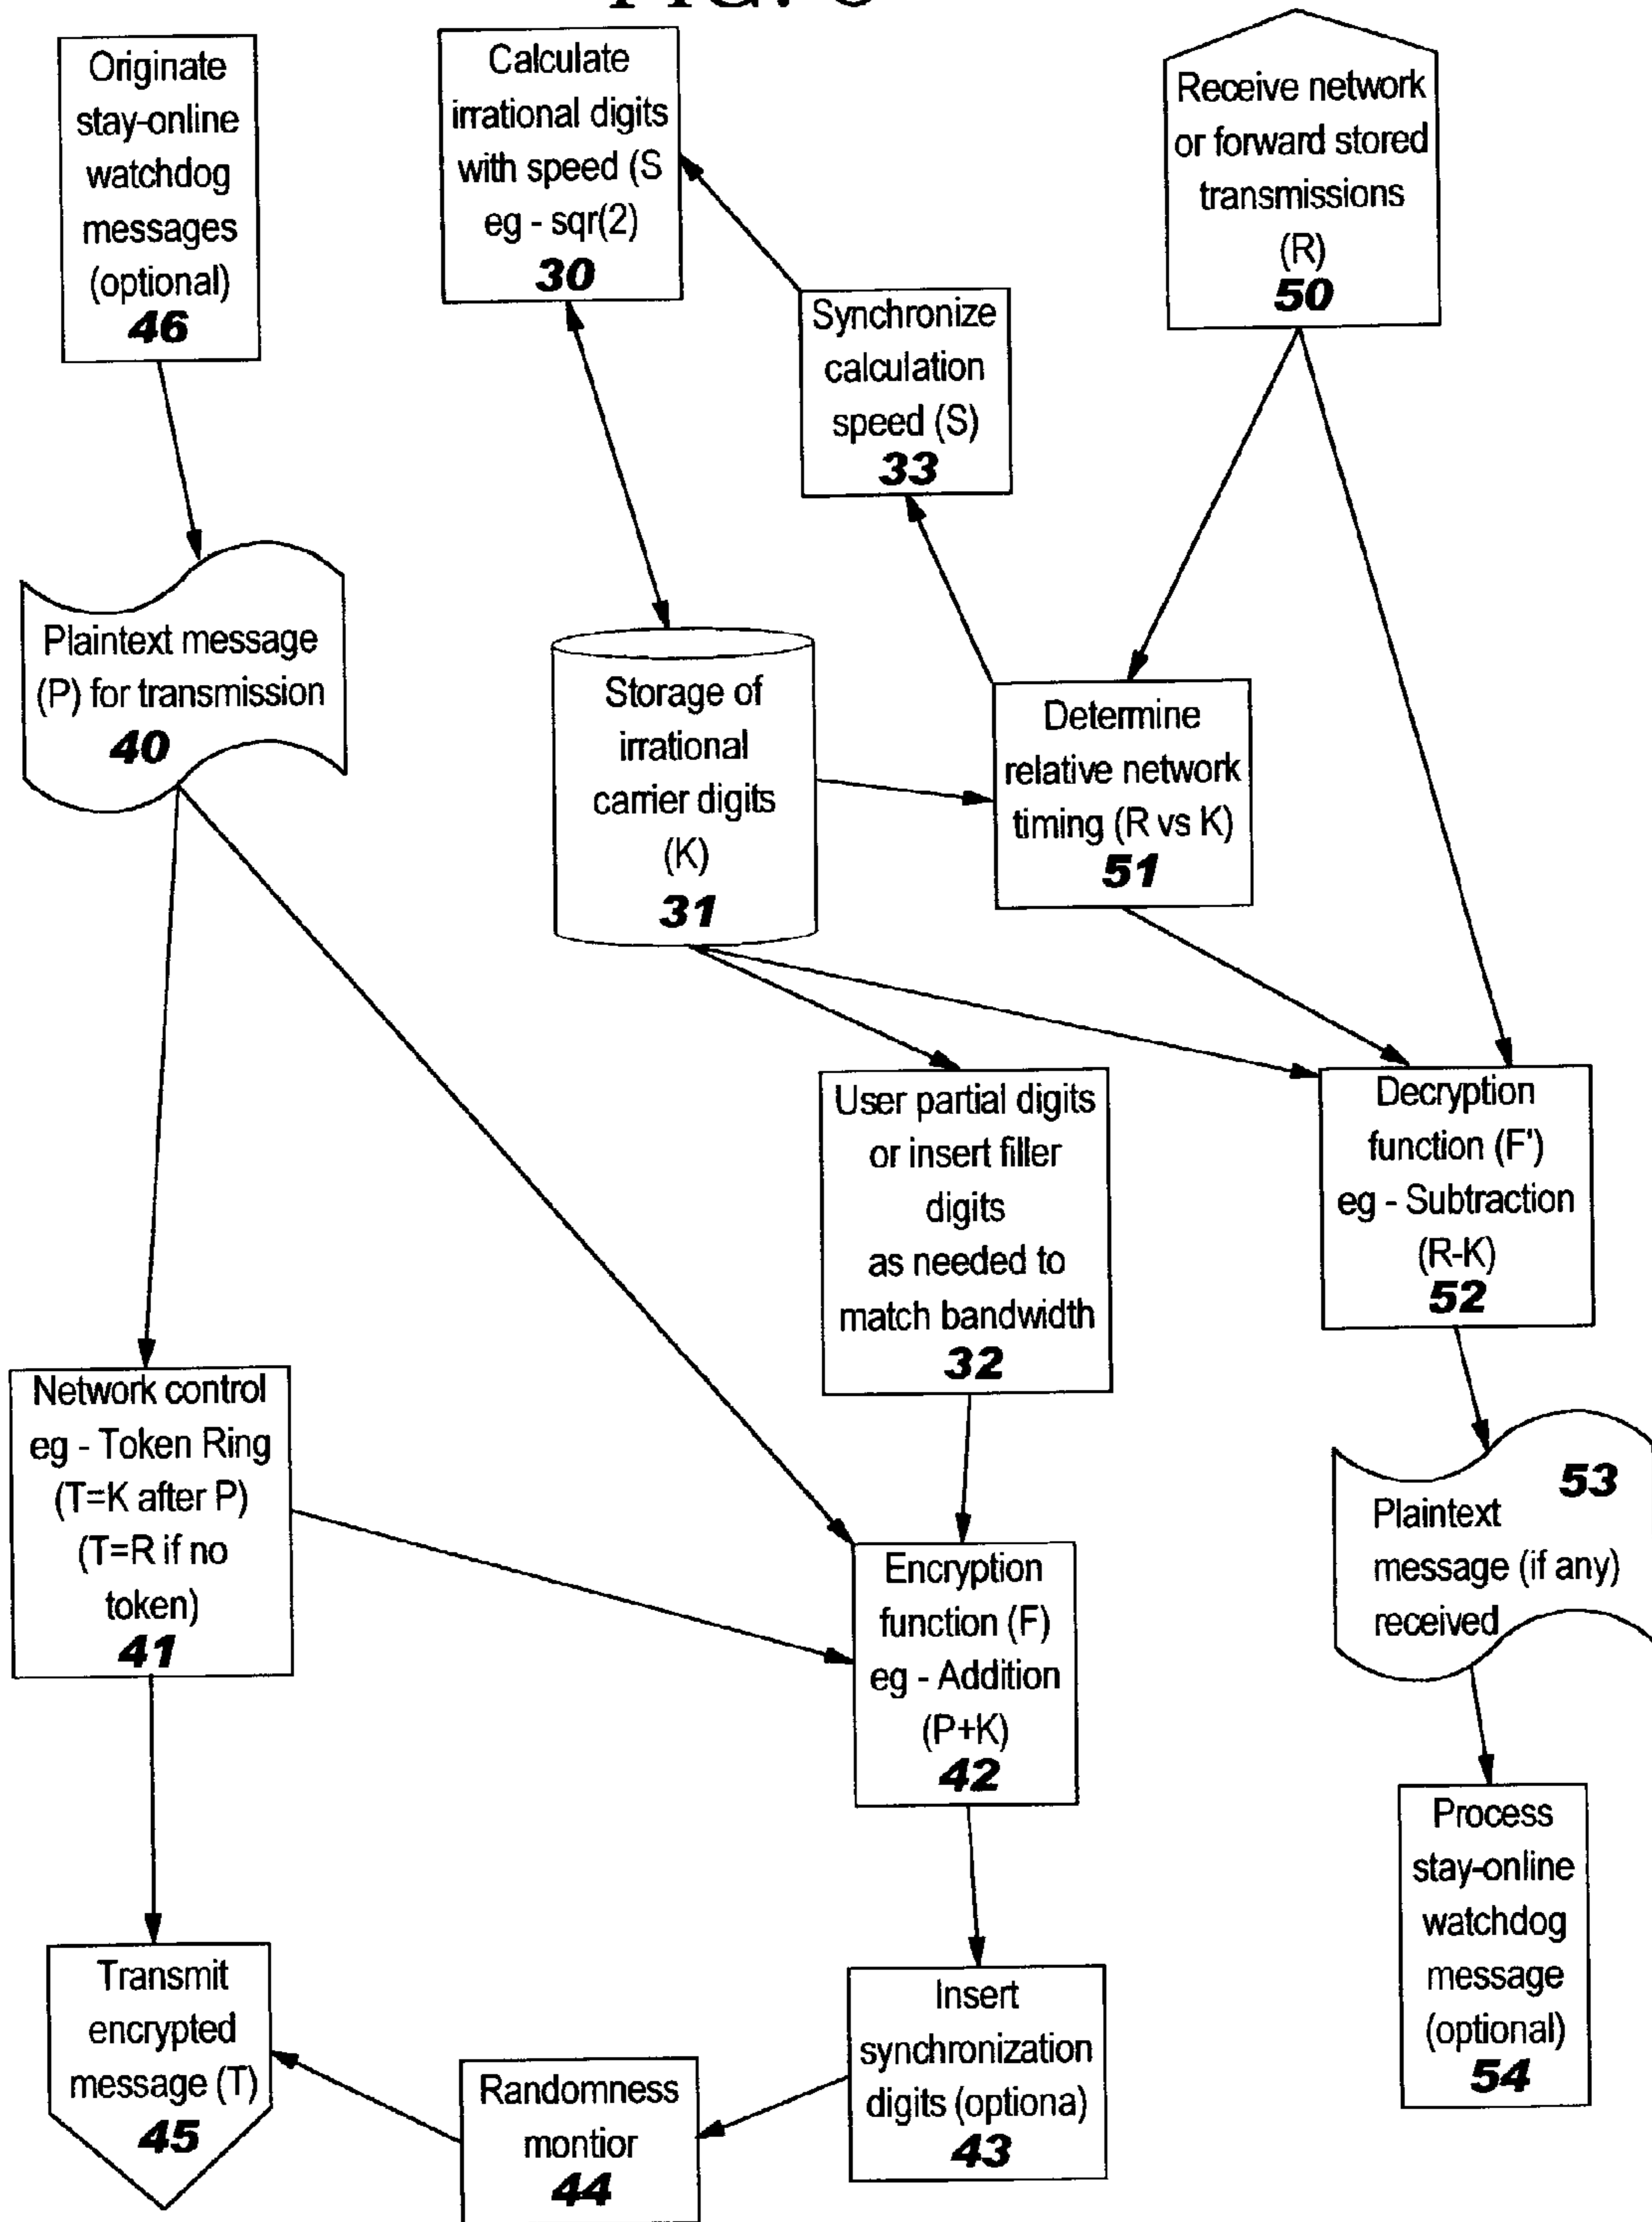 Originate
stay-online
watchdog
messages
(optional)
46
Calculate
irrational digits
with speed (S
eg - sqr(2)
30
Receive network
or forward stored
transmissions
(R)
50
Synchronize
calculation
speed (S)
33
Plaintext message
(P) for transmission
40
Storage of
irrational
carrier digits
(K)
31
Determine
relative network
timing (R vs K)
51
User partial digits
or insert filler
digits
as needed to
match bandwidth
32
Decryption
function (F')
eg - Subtraction
(R-K)
52
Network control
eg - Token Ring
(T=K after P)
(T=R if no
token)
41
53
Plaintext
message (if any)
received
Encryption
function (F)
eg - Addition
(P+K)
42
Process
stay-online
watchdog
message
(optional)
54
Transmit
encrypted
message (T)
45
Insert
synchronization
digits (optiona)
43
Randomness
montior
44